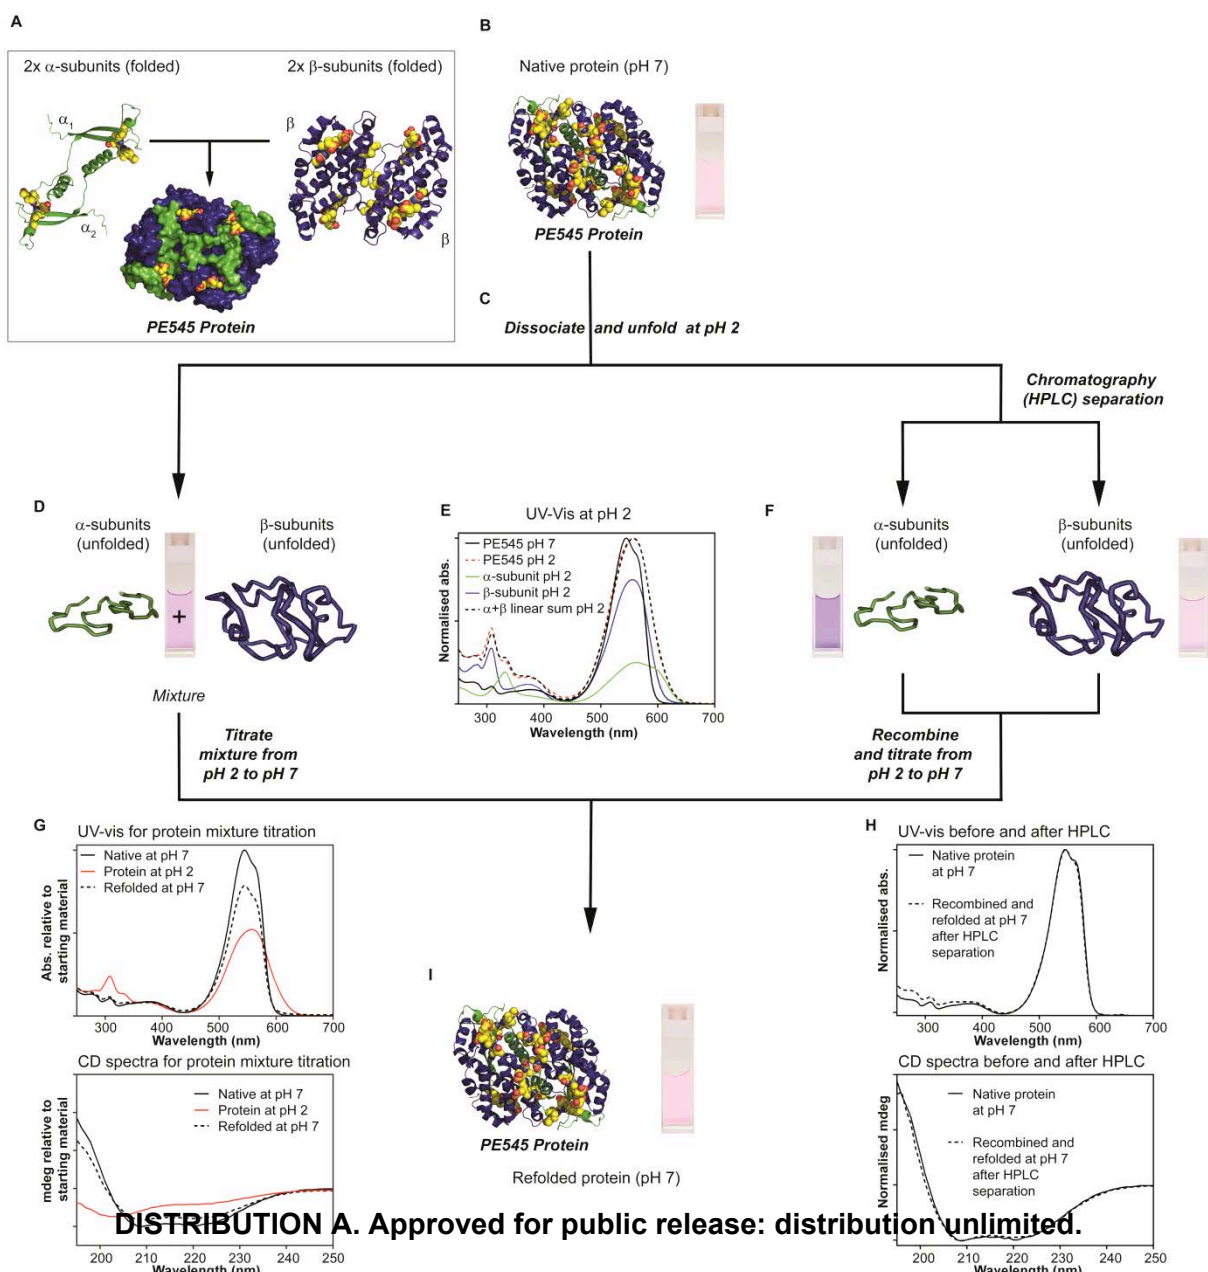 A
2x α-subunits (folded)
2x β-subunits (folded)
α1
α2
β
β
PE545 Protein
B
Native protein (pH 7)
PE545 Protein
C
Dissociate and unfold at pH 2
Chromatography
(HPLC) separation
D
α-subunits
(unfolded)
β-subunits
(unfolded)
+
Mixture
Titrate
mixture from
pH 2 to pH 7
E
UV-Vis at pH 2
PE545 pH 7
PE545 pH 2
α-subunit pH 2
β-subunit pH 2
α+β linear sum pH 2
Normalised abs.
300 400 500 600 700
Wavelength (nm)
F
α-subunits
(unfolded)
β-subunits
(unfolded)
Recombine
and titrate from
pH 2 to pH 7
G
UV-vis for protein mixture titration
Native at pH 7
Protein at pH 2
Refolded at pH 7
Abs. relative to
starting material
300 400 500 600 700
Wavelength (nm)
CD spectra for protein mixture titration
Native at pH 7
Protein at pH 2
Refolded at pH 7
mdeg relative to
starting material
200 210 220 230 240 250
Wavelength (nm)
H
UV-vis before and after HPLC
Native protein
at pH 7
Recombined and
refolded at pH 7
after HPLC
separation
Normalised abs.
300 400 500 600 700
Wavelength (nm)
CD spectra before and after HPLC
Native protein
at pH 7
Recombined and
refolded at pH 7
after HPLC
separation
Normalised mdeg
200 210 220 230 240 250
Wavelength (nm)
I
PE545 Protein
Refolded protein (pH 7)
DISTRIBUTION A. Approved for public release: distribution unlimited.